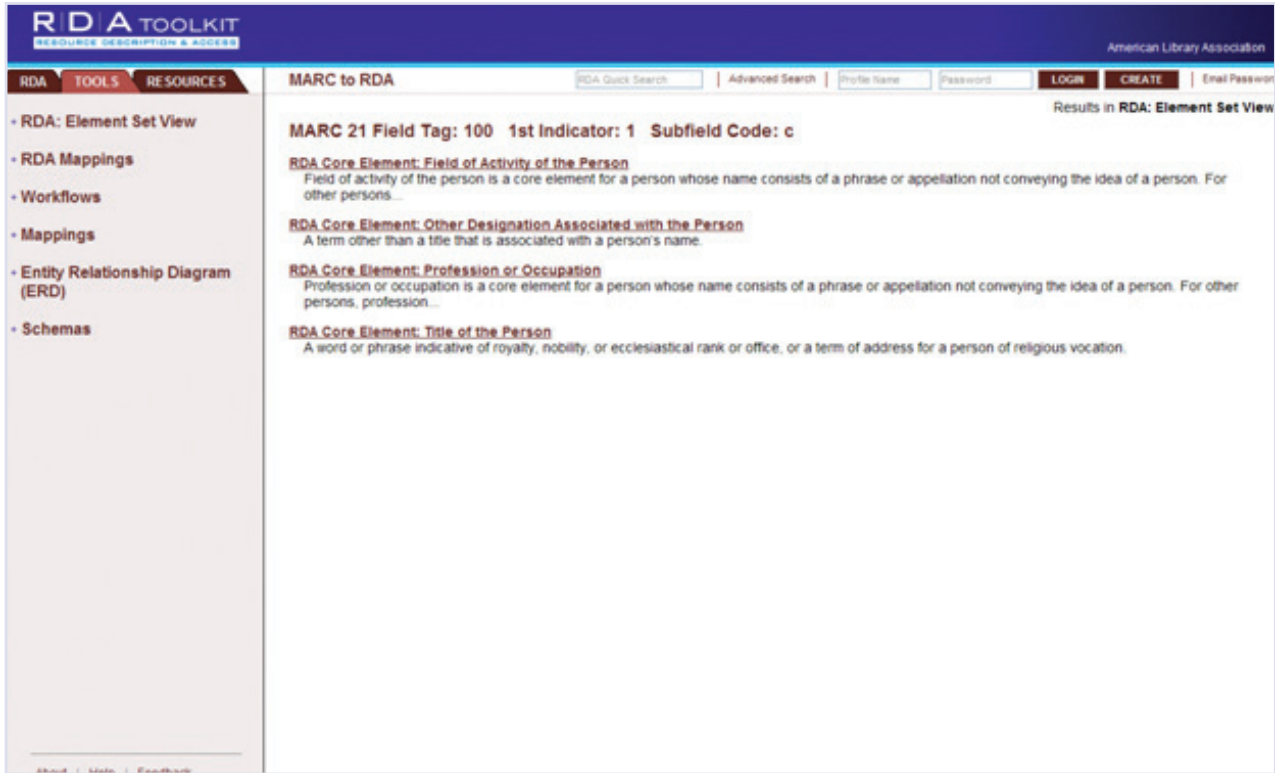 R|D|A TOOLKIT
RESOURCE DESCRIPTION & ACCESS
American Library Association
RDA TOOLS RESOURCES
MARC to RDA
RDA Quick Search
Advanced Search
Profile Name
Password
LOGIN
CREATE
Email Passwor
Results in RDA: Element Set View
• RDA: Element Set View
• RDA Mappings
• Workflows
• Mappings
• Entity Relationship Diagram
(ERD)
• Schemas
MARC 21 Field Tag: 100 1st Indicator: 1 Subfield Code: c
RDA Core Element: Field of Activity of the Person
Field of activity of the person is a core element for a person whose name consists of a phrase or appellation not conveying the idea of a person. For
other persons...
RDA Core Element: Other Designation Associated with the Person
A term other than a title that is associated with a person's name.
RDA Core Element: Profession or Occupation
Profession or occupation is a core element for a person whose name consists of a phrase or appellation not conveying the idea of a person. For other
persons, profession...
RDA Core Element: Title of the Person
A word or phrase indicative of royalty, nobility, or ecclesiastical rank or office, or a term of address for a person of religious vocation.
About | Help | Feedback